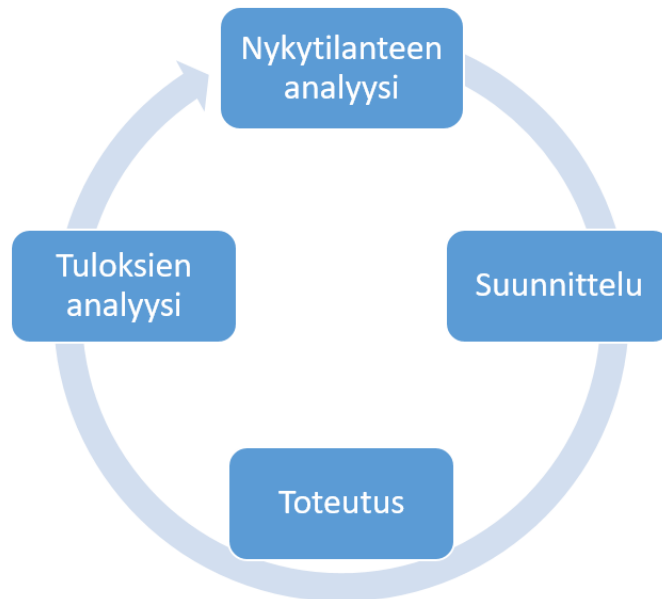 Nykytilanteen
analyysi
Suunnittelu
Toteutus
Tuloksien
analyysi